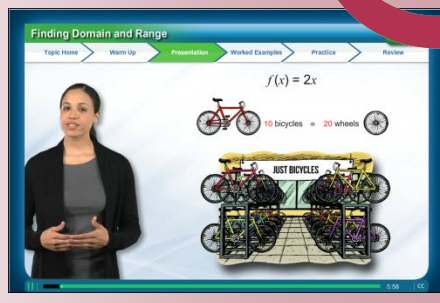 Finding Domain and Range
Topic Home Warm Up Presentation Worked Examples Practice Review
f(x) = 2x
10 bicycles = 20 wheels
JUST BICYCLES
5:56 CC